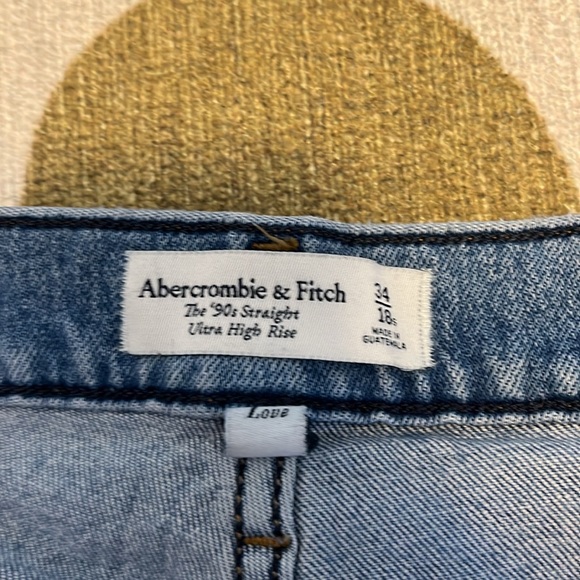 Abercrombie & Fitch
The '90s Straight
Ultra High Rise
34
18s
MADE IN
GUATEMALA
Love